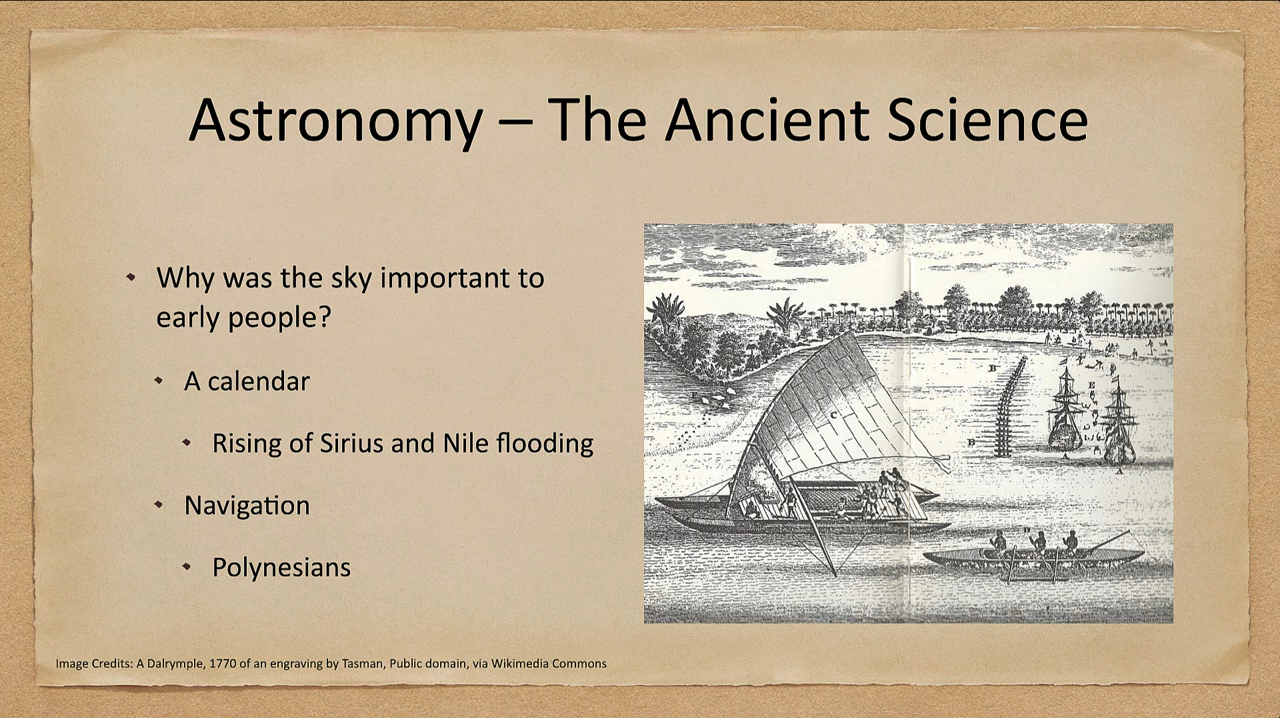 Astronomy – The Ancient Science
Why was the sky important to
early people?
A calendar
Rising of Sirius and Nile flooding
Navigation
Polynesians
C
B
B
E
A
A
D
Image Credits: A Dalrymple, 1770 of an engraving by Tasman, Public domain, via Wikimedia Commons